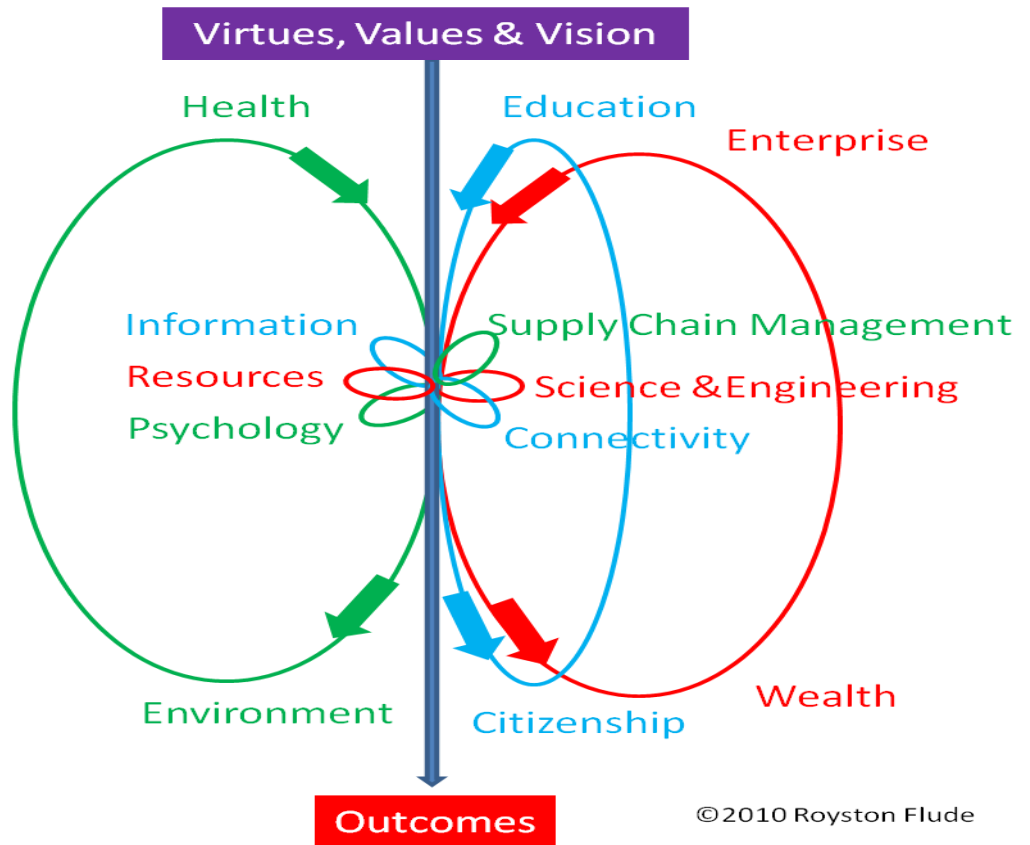 Virtues, Values & Vision
Health
Education
Enterprise
Information
Supply Chain Management
Resources
Science &Engineering
Psychology
Connectivity
Environment
Citizenship
Wealth
Outcomes
©2010 Royston Flude